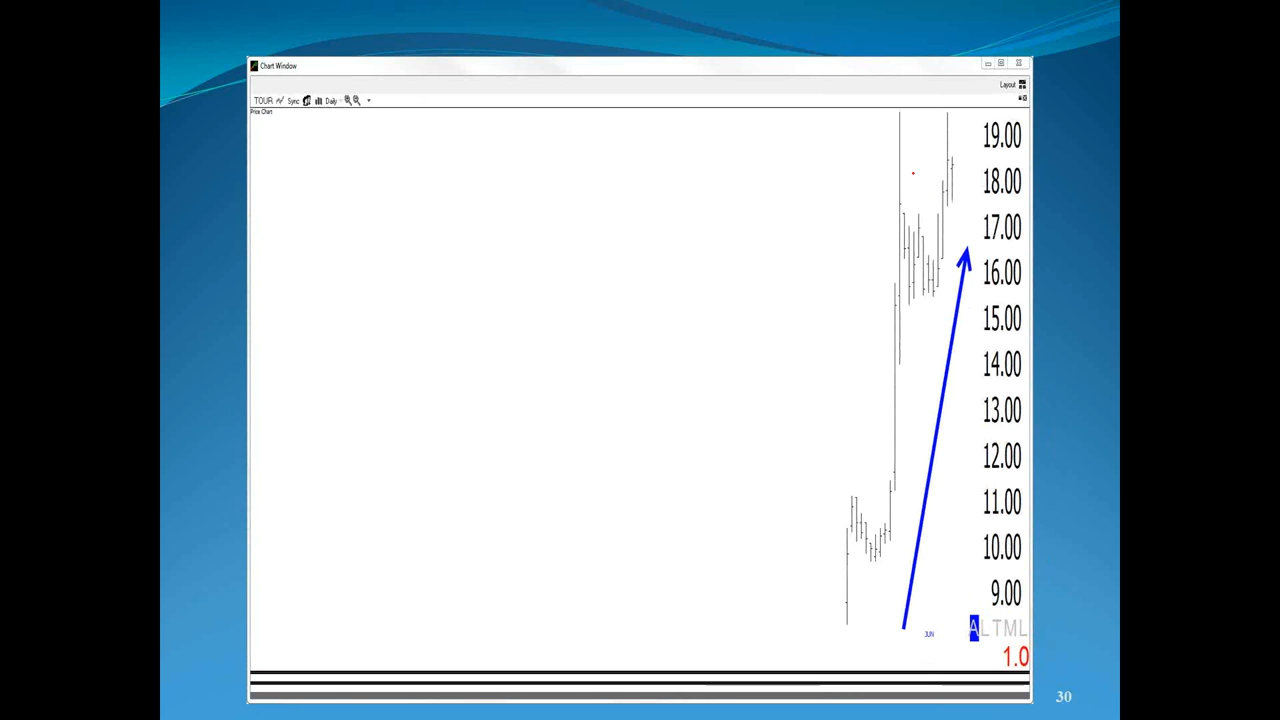 Chart Window
Layout
TOUR Sync Daily
Price Chart
19.00
18.00
17.00
16.00
15.00
14.00
13.00
12.00
11.00
10.00
9.00
JUN
ALTML
1.0
30